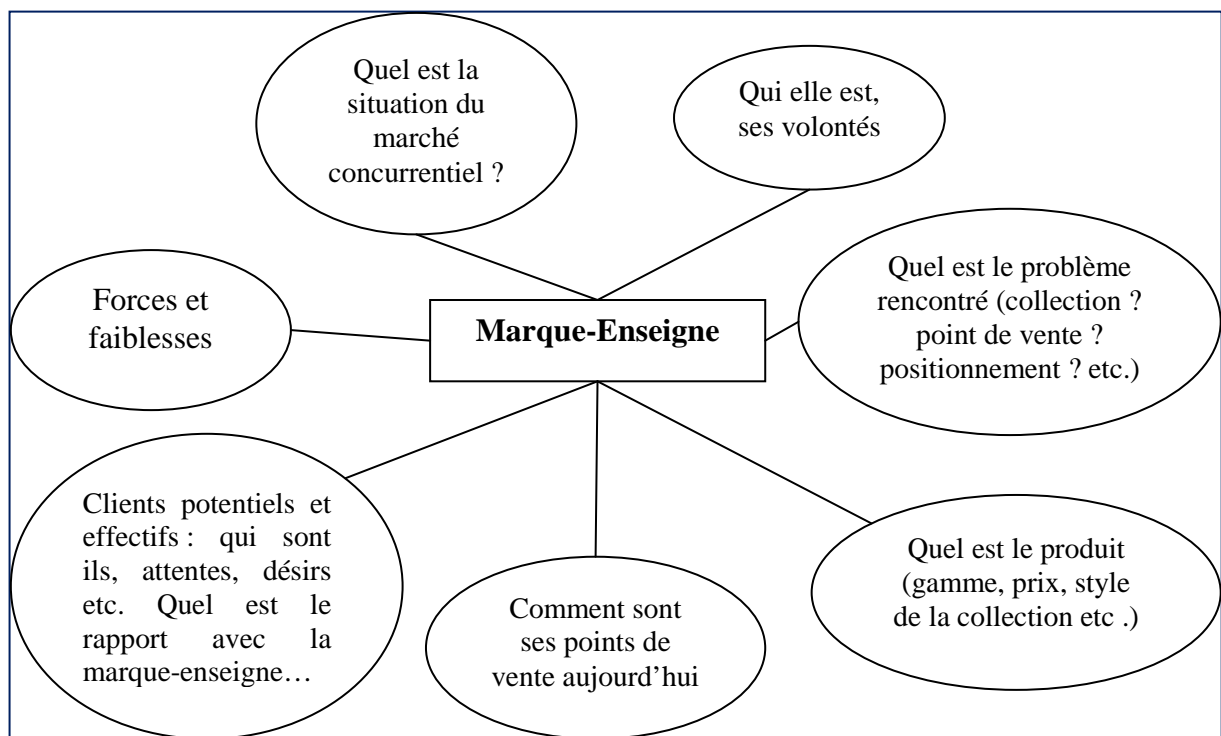 Quel est la
situation du
marché
concurrentiel ?
Qui elle est,
ses volontés
Quel est le problème
rencontré (collection ?
point de vente ?
positionnement ? etc.)
Forces et
faiblesses
Marque-Enseigne
Clients potentiels et
effectifs : qui sont
ils, attentes, désirs
etc. Quel est le
rapport avec la
marque-enseigne…
Comment sont
ses points de
vente aujourd’hui
Quel est le produit
(gamme, prix, style
de la collection etc .)